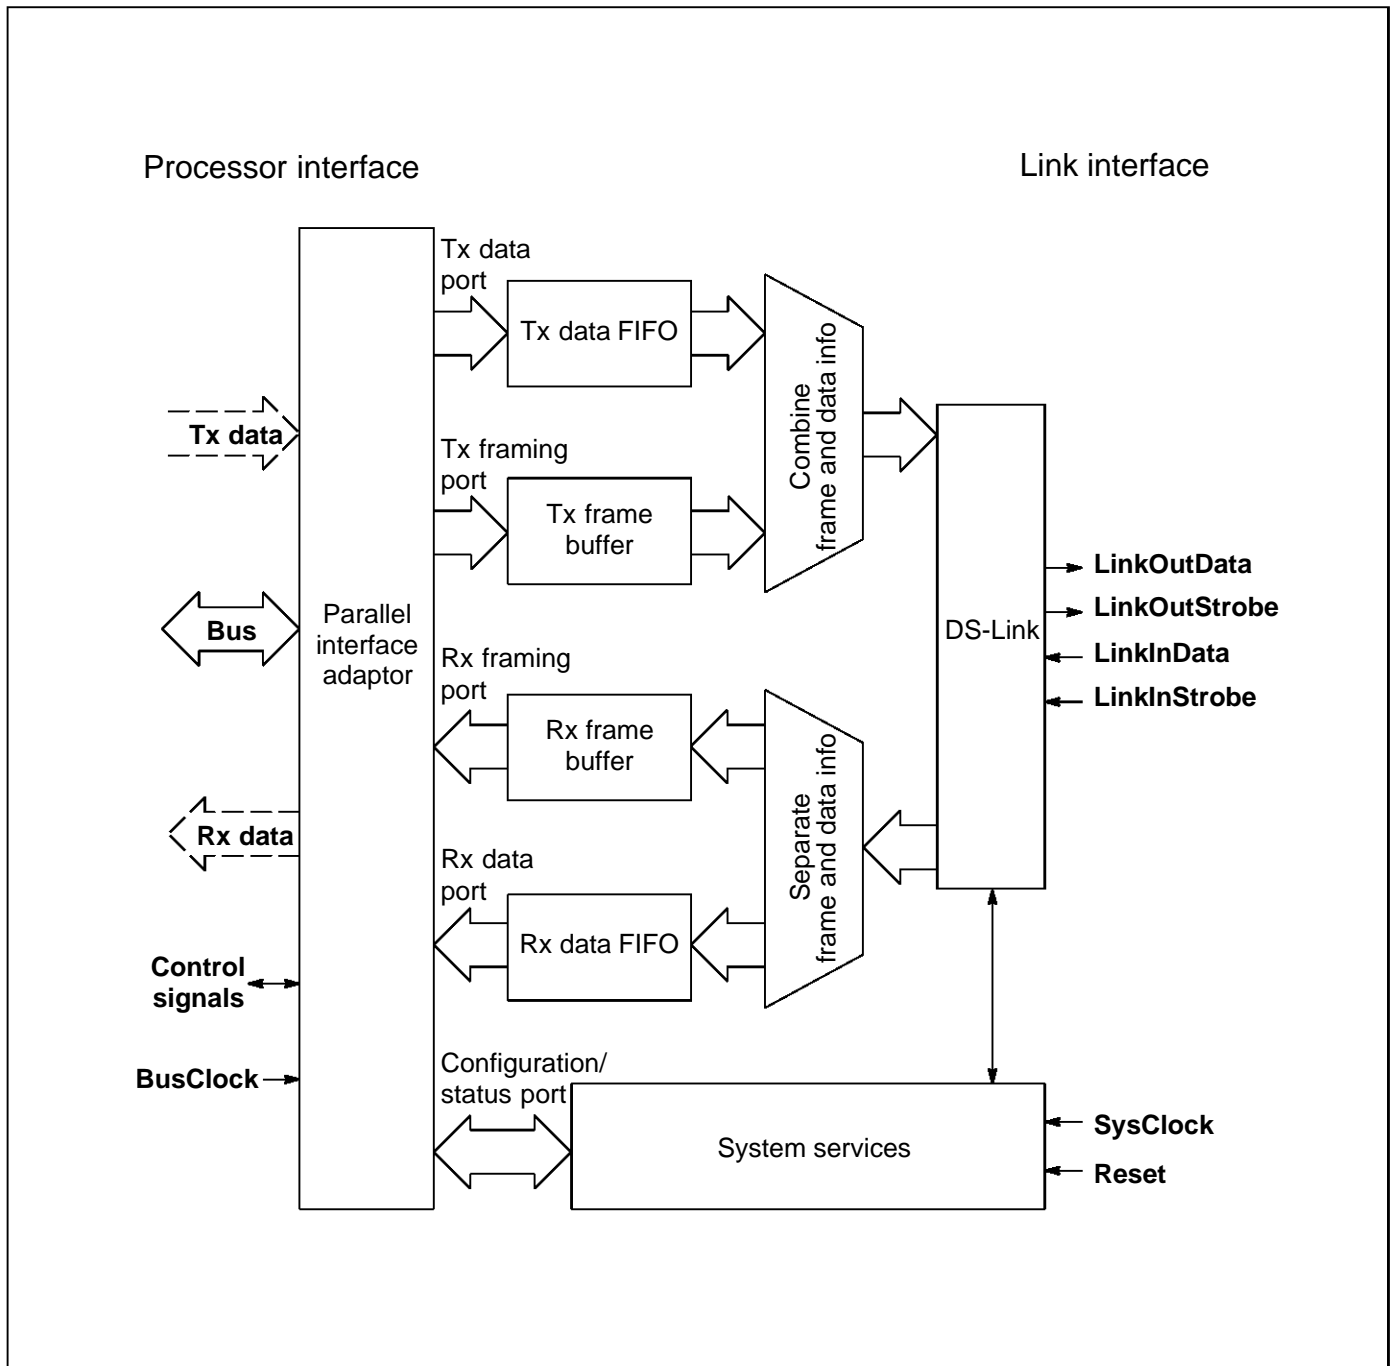 Processor interface
Link interface
Tx data
port
Tx data FIFO
Combine
frame and data info
Tx data
Tx framing
port
Tx frame
buffer
LinkOutData
LinkOutStrobe
LinkInData
LinkInStrobe
DS-Link
Bus
Parallel
interface
adaptor
Rx framing
port
Rx frame
buffer
Separate
frame and data info
Rx data
Rx data
port
Rx data FIFO
Control
signals
BusClock
Configuration/
status port
System services
SysClock
Reset